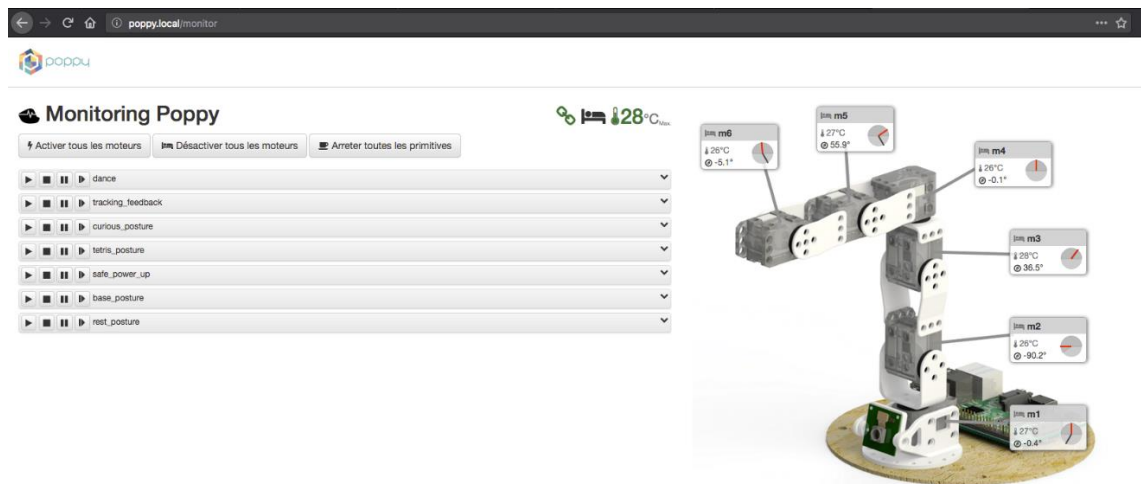 poppy.local/monitor
poppy
Monitoring Poppy
28°C Max.
Activer tous les moteurs
Désactiver tous les moteurs
Arreter toutes les primitives
dance
tracking_feedback
curious_posture
tetris_posture
safe_power_up
base_posture
rest_posture
m6
26°C
-5.1°
m5
27°C
55.9°
m4
26°C
-0.1°
m3
28°C
36.5°
m2
26°C
-90.2°
m1
27°C
-0.4°